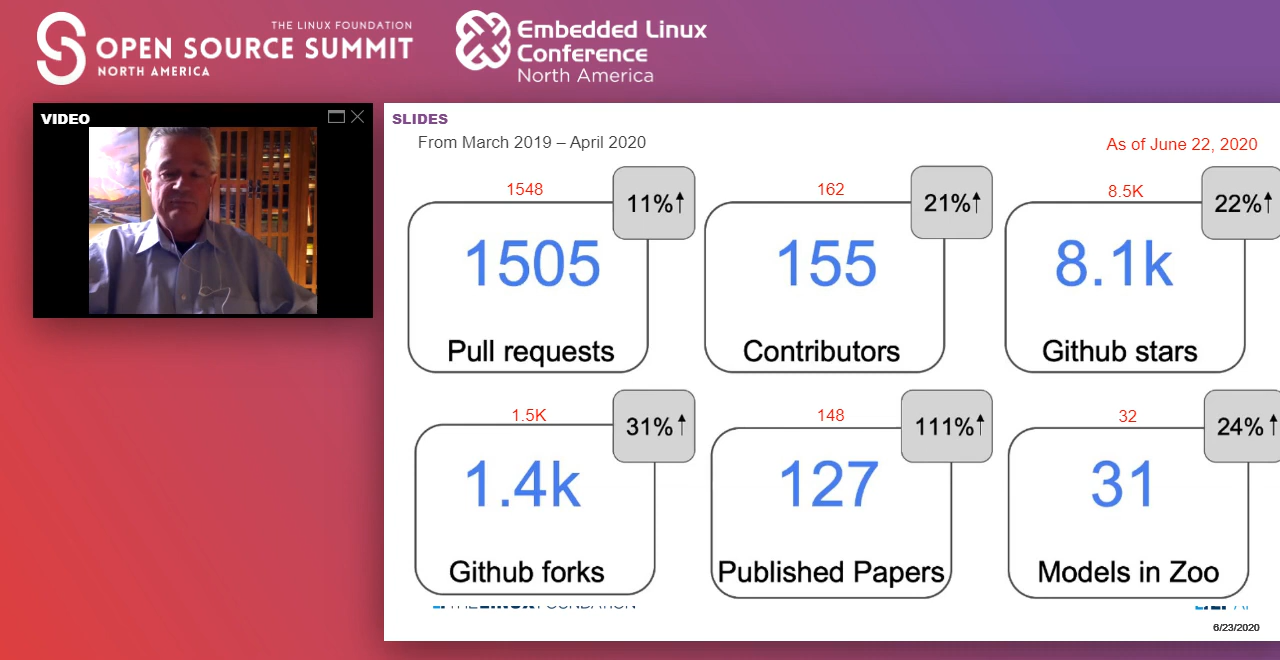 THE LINUX FOUNDATION
OPEN SOURCE SUMMIT
NORTH AMERICA
Embedded Linux
Conference
North America
VIDEO
SLIDES
From March 2019 – April 2020
As of June 22, 2020
1548
11%↑
1505
Pull requests
162
21%↑
155
Contributors
8.5K
22%↑
8.1k
Github stars
1.5K
31%↑
1.4k
Github forks
148
111%↑
127
Published Papers
32
24%↑
31
Models in Zoo
THE LINUX FOUNDATION
6/23/2020